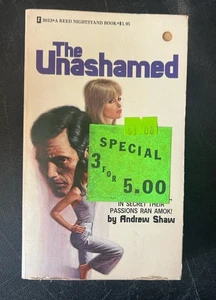 3033•A REED NIGHTSTAND BOOK•$1.95
The
Unashamed
SPECIAL
3 FOR
5.00
IN SECRET THEIR
PASSIONS RAN AMOK!
by Andrew Shaw